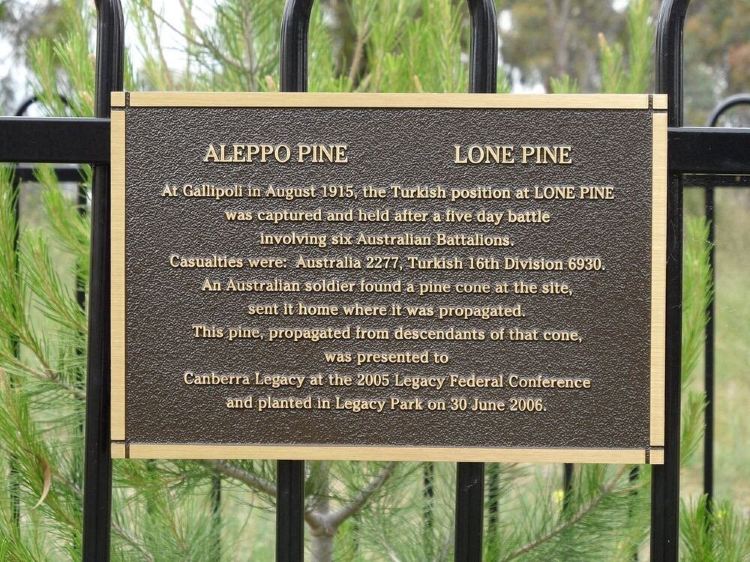 ALEPPO PINE LONE PINE
At Gallipoli in August 1915, the Turkish position at LONE PINE
was captured and held after a five day battle
involving six Australian Battalions.
Casualties were: Australia 2277, Turkish 16th Division 6930.
An Australian soldier found a pine cone at the site,
sent it home where it was propagated.
This pine, propagated from descendants of that cone,
was presented to
Canberra Legacy at the 2005 Legacy Federal Conference
and planted in Legacy Park on 30 June 2006.